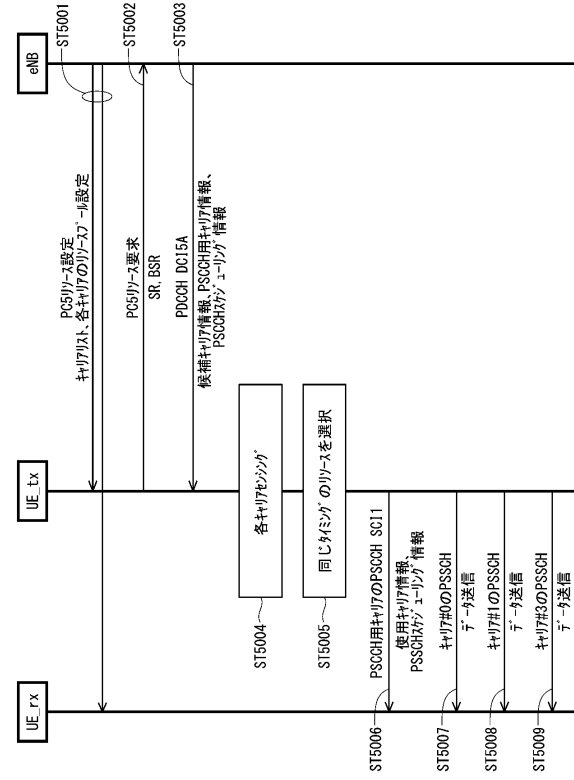 UE_rx
UE_tx
eNB
PC5リソース設定
キャリアリスト、各キャリアのリソースプール設定
ST5001
PC5リソース要求
SR, BSR
ST5002
PDCCH DCI5A
候補キャリア情報、PSCCH用キャリア情報、
PSCCHスケジューリング情報
ST5003
各キャリアセンシング
ST5004
同じタイミングのリソースを選択
ST5005
PSCCH用キャリアのPSCCH SCI1
使用キャリア情報、
PSSCHスケジューリング情報
ST5006
キャリア#0のPSSCH
データ送信
ST5007
キャリア#1のPSSCH
データ送信
ST5008
キャリア#3のPSSCH
データ送信
ST5009